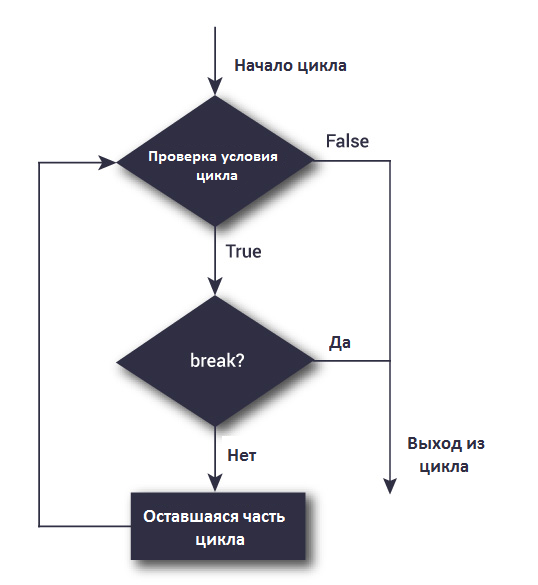 Начало цикла
Проверка условия
цикла
False
True
break?
Да
Нет
Выход из
цикла
Оставшаяся часть
цикла